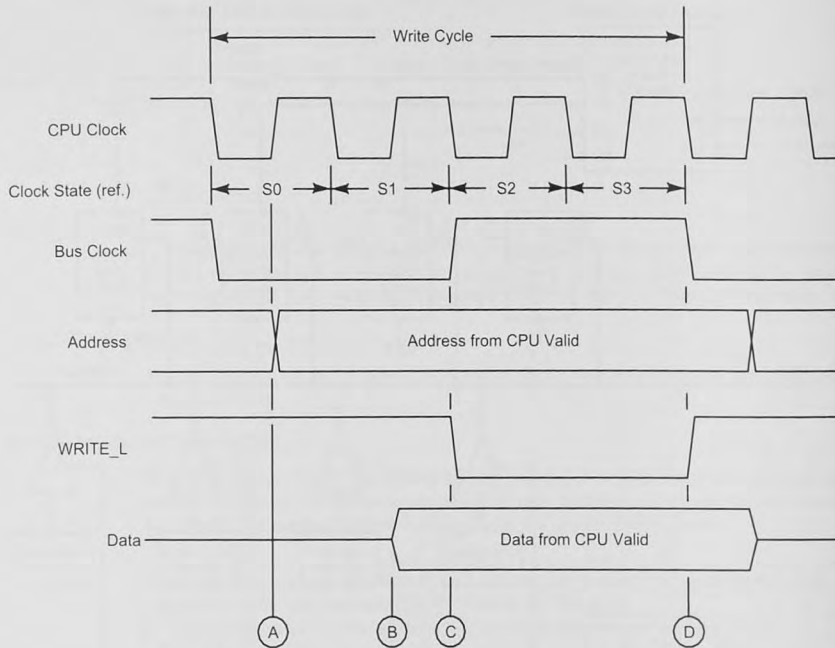 Write Cycle
CPU Clock
Clock State (ref.)
S0 S1 S2 S3
Bus Clock
Address
Address from CPU Valid
WRITE_L
Data
Data from CPU Valid
A B C D